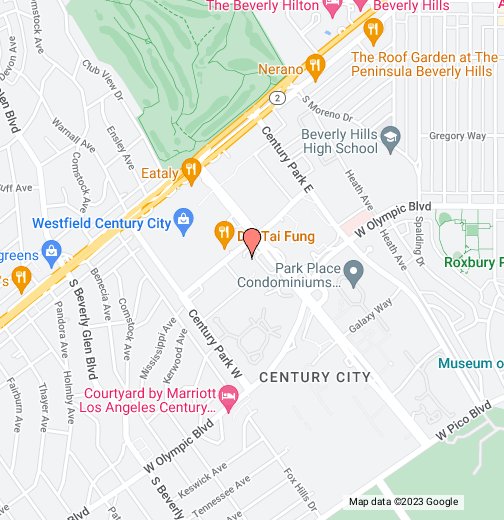 The Beverly Hilton
Beverly Hills
The Roof Garden at The
Peninsula Beverly Hills
Nerano
Club View Dr
Devon Ave
2
S Moreno Dr
Beverly Hills
High School
Gregory Way
Warnall Ave
Ensley Ave
Comstock Ave
Century Park E
Eataly
Heath Ave
W Olympic Blvd
Spalding Dr
Heath Ave
Westfield Century City
Tai Fung
Roxbury P
greens
's
S Beverly Glen Blvd
Benecia Ave
Comstock Ave
Park Place
Condominiums...
Galaxy Way
Pandora Ave
Mississippi Ave
Kerwood Ave
Century Park W
Holmby Ave
Thayer Ave
Fairburn Ave
CENTURY CITY
Museum o
Courtyard by Marriott
Los Angeles Century...
W Olympic Blvd
W Pico Blvd
Keswick Ave
Tennessee Ave
Fox Hills Dr
S Beverly
Map data ©2023 Google